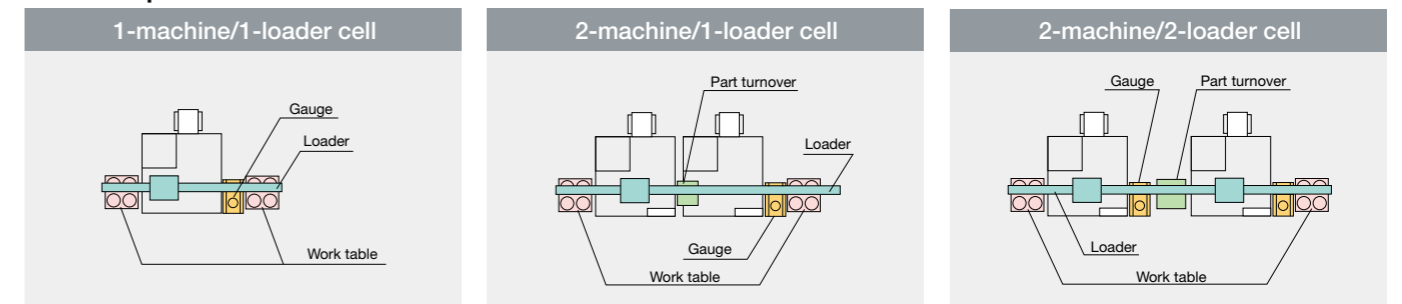 1-machine/1-loader cell
Gauge
Loader
Work table
2-machine/1-loader cell
Part turnover
Loader
Gauge
Work table
2-machine/2-loader cell
Gauge
Part turnover
Loader
Work table